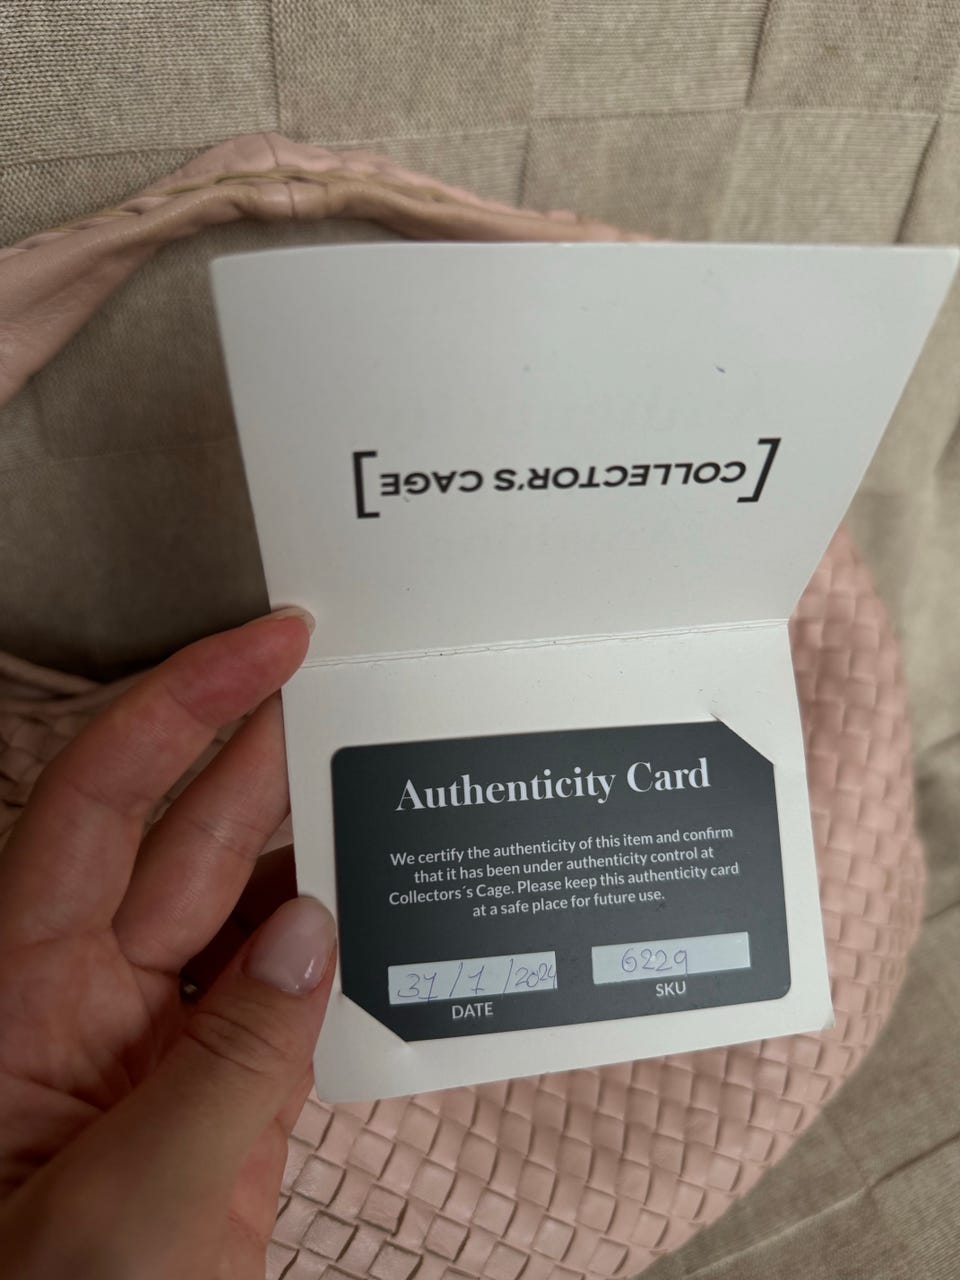 [COLLECTOR'S CAGE]
Authenticity Card
We certify the authenticity of this item and confirm
that it has been under authenticity control at
Collectors´s Cage. Please keep this authenticity card
at a safe place for future use.
31/7/2024 6229
DATE SKU